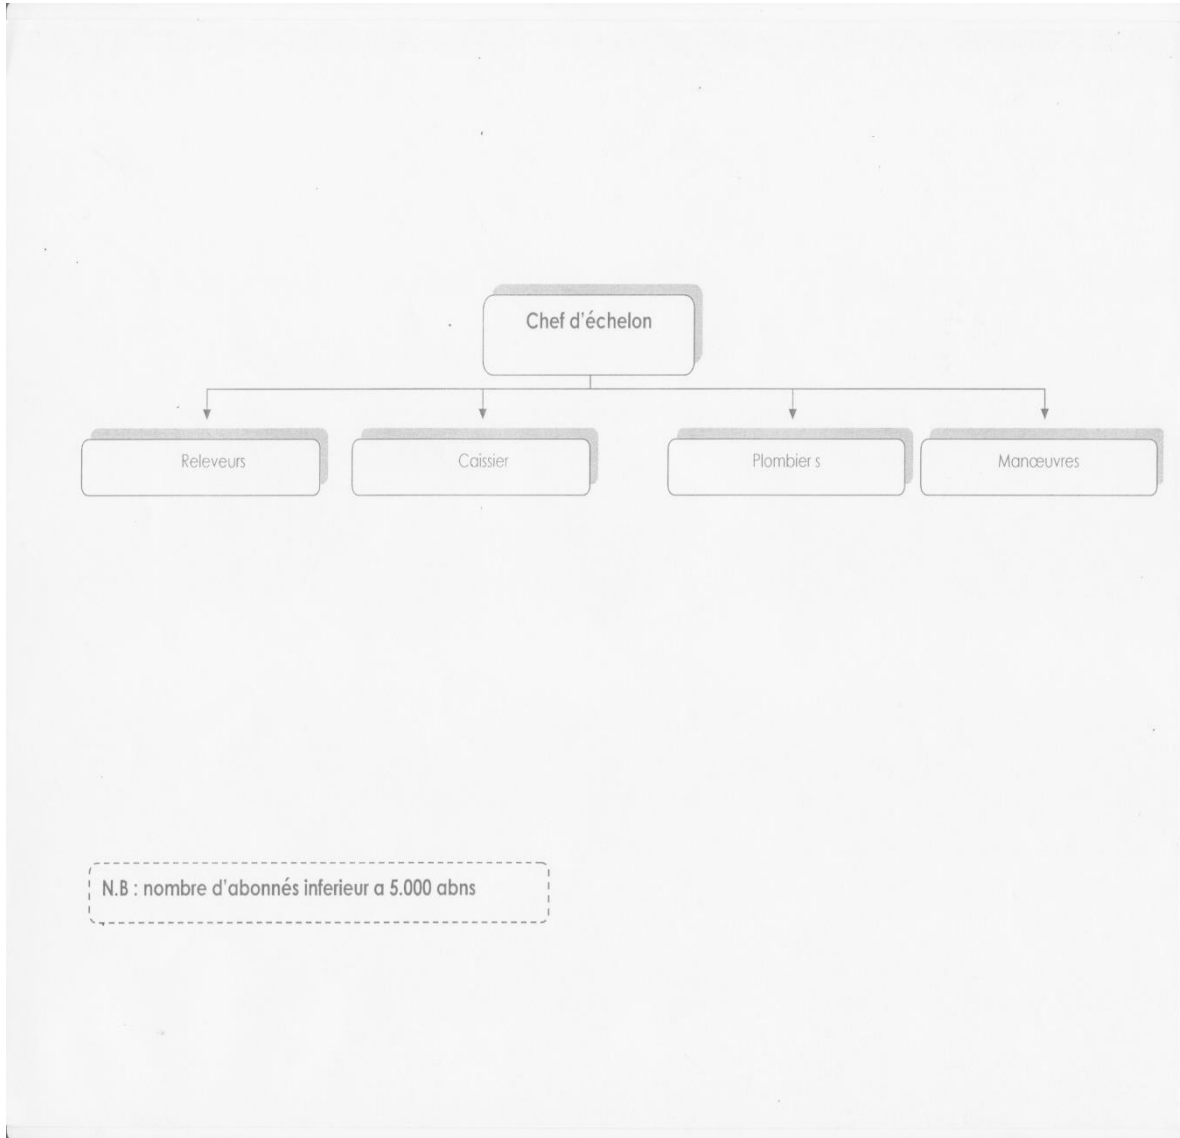 Chef d'échelon
Releveurs
Caissier
Plombier s
Manœuvres
N.B : nombre d'abonnés inferieur a 5.000 abns